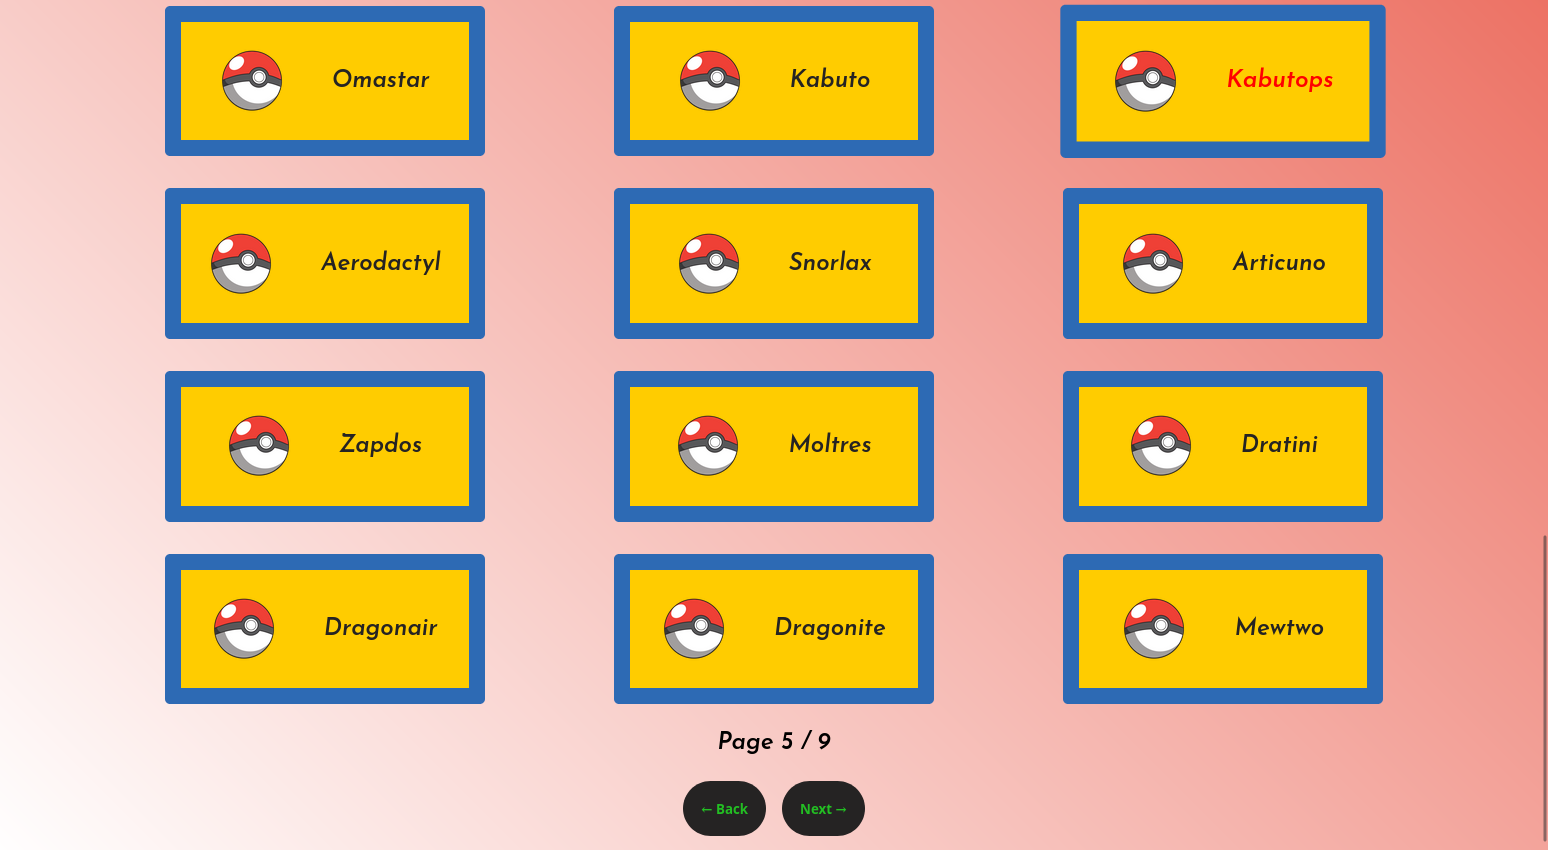 Omastar
Kabuto
Kabutops
Aerodactyl
Snorlax
Articuno
Zapdos
Moltres
Dratini
Dragonair
Dragonite
Mewtwo
Page 5 / 9
← Back
Next →